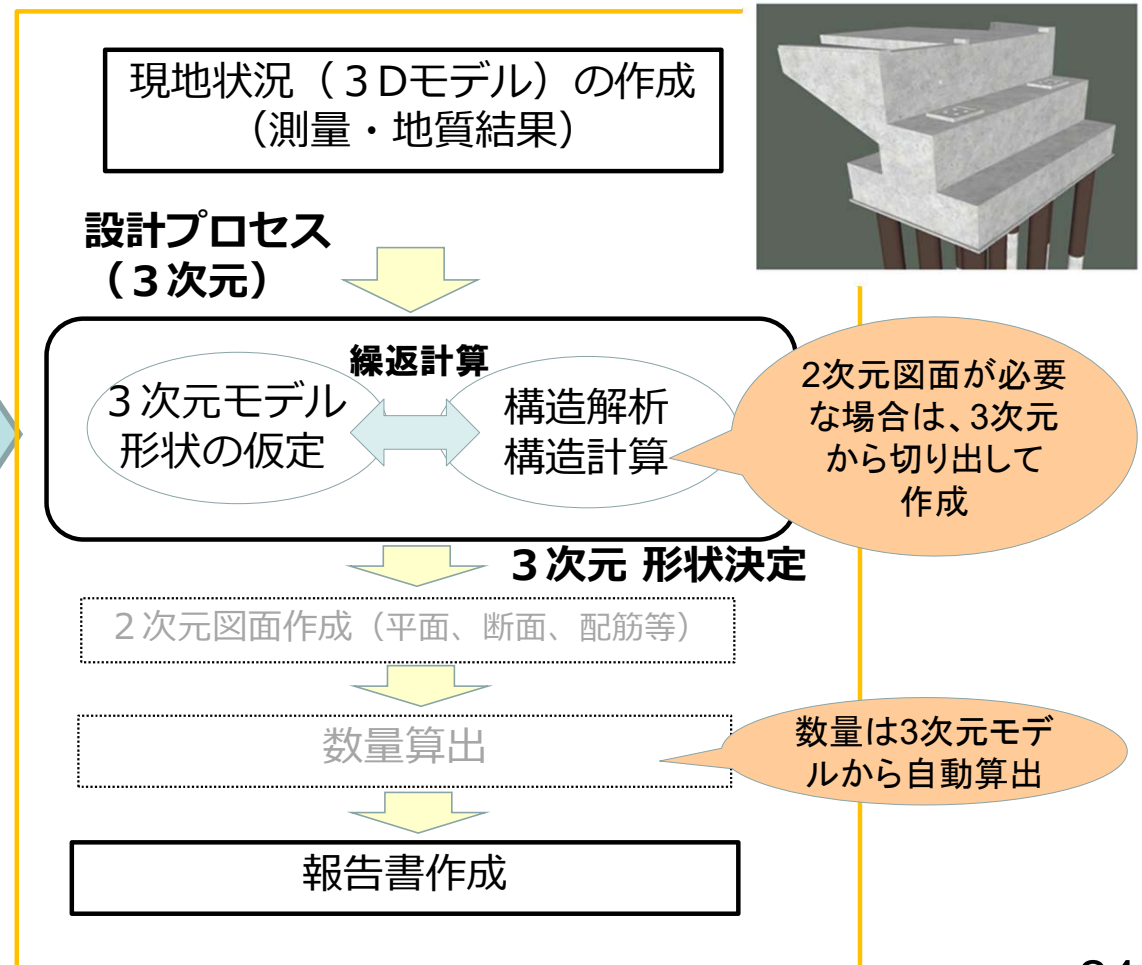 現地状況（３Dモデル）の作成
（測量・地質結果）
設計プロセス
（３次元）
繰返計算
３次元モデル
形状の仮定
構造解析
構造計算
2次元図面が必要
な場合は、3次元
から切り出して
作成
３次元 形状決定
２次元図面作成（平面、断面、配筋等）
数量算出
数量は3次元モデ
ルから自動算出
報告書作成